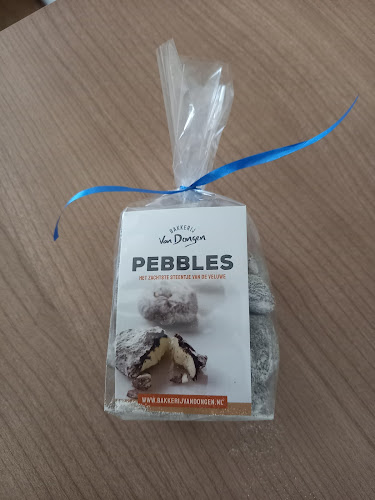 BAKKERIJ
Van Dongen
PEBBLES
HET ZACHTSTE STEENTJE VAN DE VELUWE
WWW.BAKKERIJVANDONGEN.NL